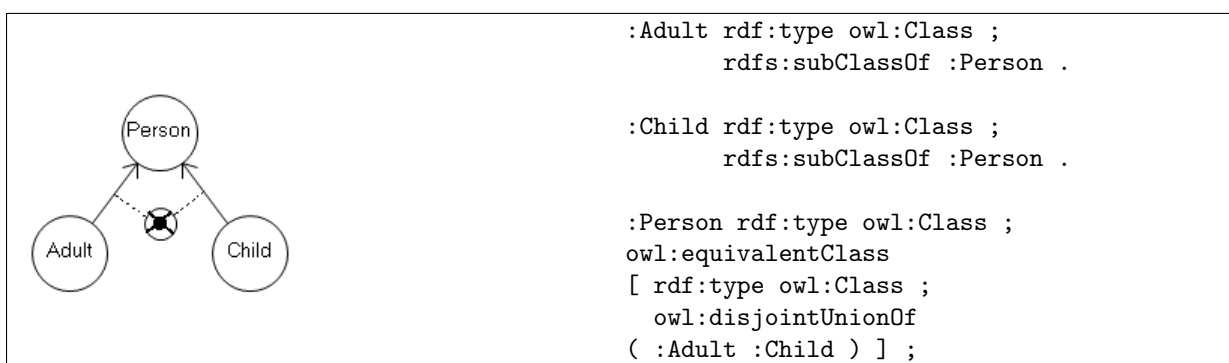 Person
Adult
Child
:Adult rdf:type owl:Class ;
rdfs:subClassOf :Person .
:Child rdf:type owl:Class ;
rdfs:subClassOf :Person .
:Person rdf:type owl:Class ;
owl:equivalentClass
[ rdf:type owl:Class ;
owl:disjointUnionOf
( :Adult :Child ) ] ;